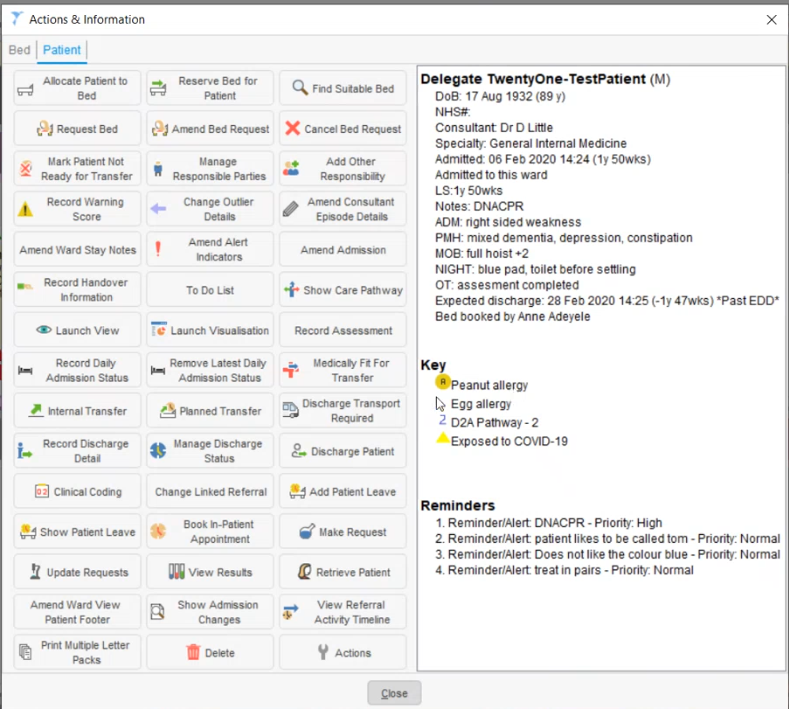 Actions & Information
Bed
Patient
Allocate Patient to
Bed
Reserve Bed for
Patient
Find Suitable Bed
Request Bed
Amend Bed Request
Cancel Bed Request
Mark Patient Not
Ready for Transfer
Manage
Responsible Parties
Add Other
Responsibility
Record Warning
Score
Change Outlier
Details
Amend Consultant
Episode Details
Amend Ward Stay Notes
Amend Alert
Indicators
Amend Admission
Record Handover
Information
To Do List
Show Care Pathway
Launch View
Launch Visualisation
Record Assessment
Record Daily
Admission Status
Remove Latest Daily
Admission Status
Medically Fit For
Transfer
Internal Transfer
Planned Transfer
Discharge Transport
Required
Record Discharge
Detail
Manage Discharge
Status
Discharge Patient
Clinical Coding
Change Linked Referral
Add Patient Leave
Show Patient Leave
Book In-Patient
Appointment
Make Request
Update Requests
View Results
Retrieve Patient
Amend Ward View
Patient Footer
Show Admission
Changes
View Referral
Activity Timeline
Print Multiple Letter
Packs
Delete
Actions
Delegate TwentyOne-TestPatient (M)
DoB: 17 Aug 1932 (89 y)
NHS#:
Consultant: Dr D Little
Specialty: General Internal Medicine
Admitted: 06 Feb 2020 14:24 (1y 50wks)
Admitted to this ward
LS:1y 50wks
Notes: DNACPR
ADM: right sided weakness
PMH: mixed dementia, depression, constipation
MOB: full hoist +2
NIGHT: blue pad, toilet before settling
OT: assesment completed
Expected discharge: 28 Feb 2020 14:25 (-1y 47wks) *Past EDD*
Bed booked by Anne Adeyele
Key
R Peanut allergy
Egg allergy
2 D2A Pathway - 2
Exposed to COVID-19
Reminders
1. Reminder/Alert: DNACPR - Priority: High
2. Reminder/Alert: patient likes to be called tom - Priority: Normal
3. Reminder/Alert: Does not like the colour blue - Priority: Normal
4. Reminder/Alert: treat in pairs - Priority: Normal
Close